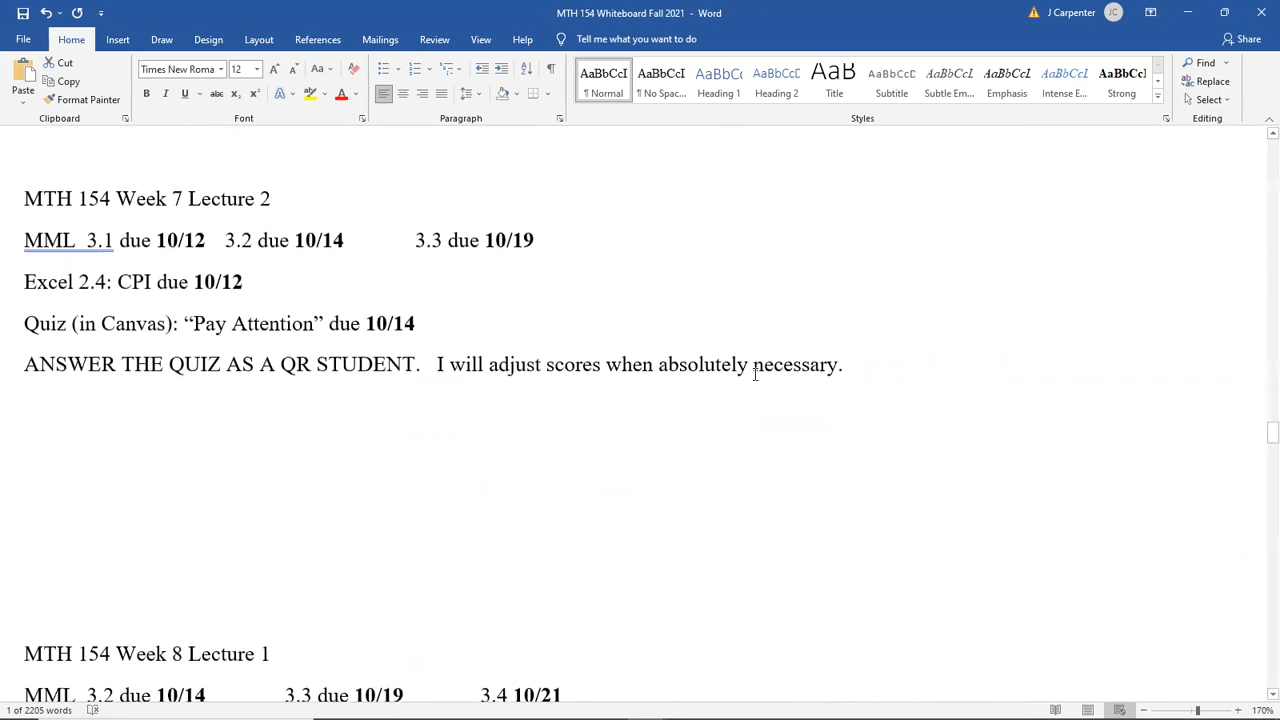 MTH 154 Whiteboard Fall 2021 - Word
J Carpenter
JC
File Home Insert Draw Design Layout References Mailings Review View Help Tell me what you want to do Share
Paste
Cut
Copy
Format Painter
Clipboard
Times New Roma 12
Font
Paragraph
AaBbCcI AaBbCcI AaBbC AaBbCcC AaB AaBbCcC AaBbCcI AaBbCcI AaBbCcI AaBbCc
¶ Normal ¶ No Spac... Heading 1 Heading 2 Title Subtitle Subtle Em... Emphasis Intense E... Strong
Styles
Find
Replace
Select
Editing
MTH 154 Week 7 Lecture 2
MML 3.1 due 10/12 3.2 due 10/14 3.3 due 10/19
Excel 2.4: CPI due 10/12
Quiz (in Canvas): “Pay Attention” due 10/14
ANSWER THE QUIZ AS A QR STUDENT. I will adjust scores when absolutely necessary.
MTH 154 Week 8 Lecture 1
MML 3.2 due 10/14 3.3 due 10/19 3.4 10/21
1 of 2205 words
170%